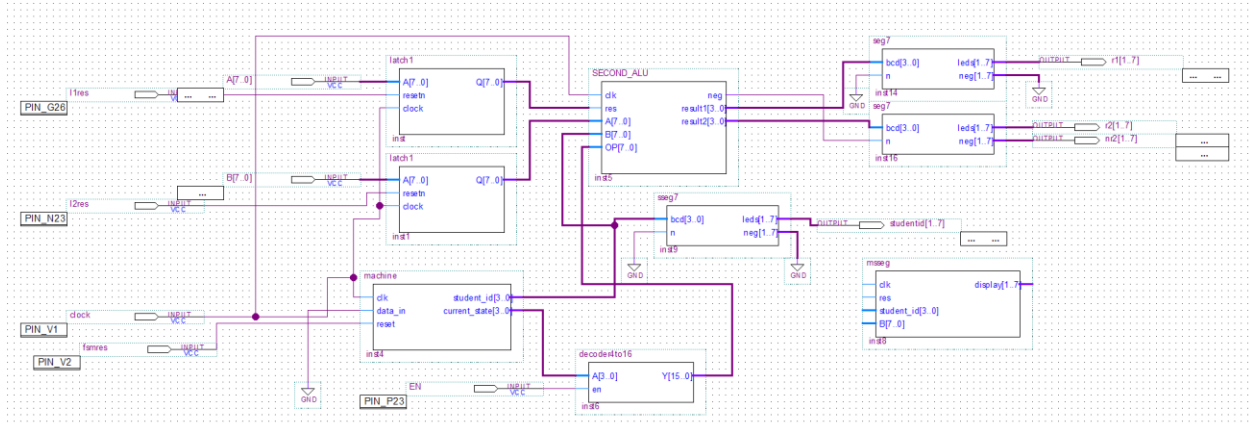 latch1
A[7..0] INPUT VCC
A[7..0] Q[7..0]
resetn
clock
inst
l1res
... ...
PIN_G26
latch1
B[7..0] INPUT VCC
A[7..0] Q[7..0]
resetn
clock
inst1
...
l2res VCC
PIN_N23
machine
clk student_id[3..0]
data_in current_state[3..0]
reset
inst4
clock INPUT VCC
PIN_V1
fsmres INPUT VCC
PIN_V2
GND
decoder4to16
A[3..0] Y[15..0]
en
inst6
EN INPUT VCC
PIN_P23
SECOND_ALU
clk neg
res result1[3..0]
A[7..0] result2[3..0]
B[7..0]
OP[7..0]
inst5
sseg7
bcd[3..0] leds[1..7]
n neg[1..7]
inst9
GND
GND
OUTPUT studentid[1..7]
... ...
seg7
bcd[3..0] leds[1..7]
n neg[1..7]
inst14
GND
GND
OUTPUT r1[1..7]
... ...
seg7
bcd[3..0] leds[1..7]
n neg[1..7]
inst16
OUTPUT r2[1..7]
OUTPUT nr2[1..7]
...
...
msseg
clk display[1..7]
res
student_id[3..0]
B[7..0]
inst8